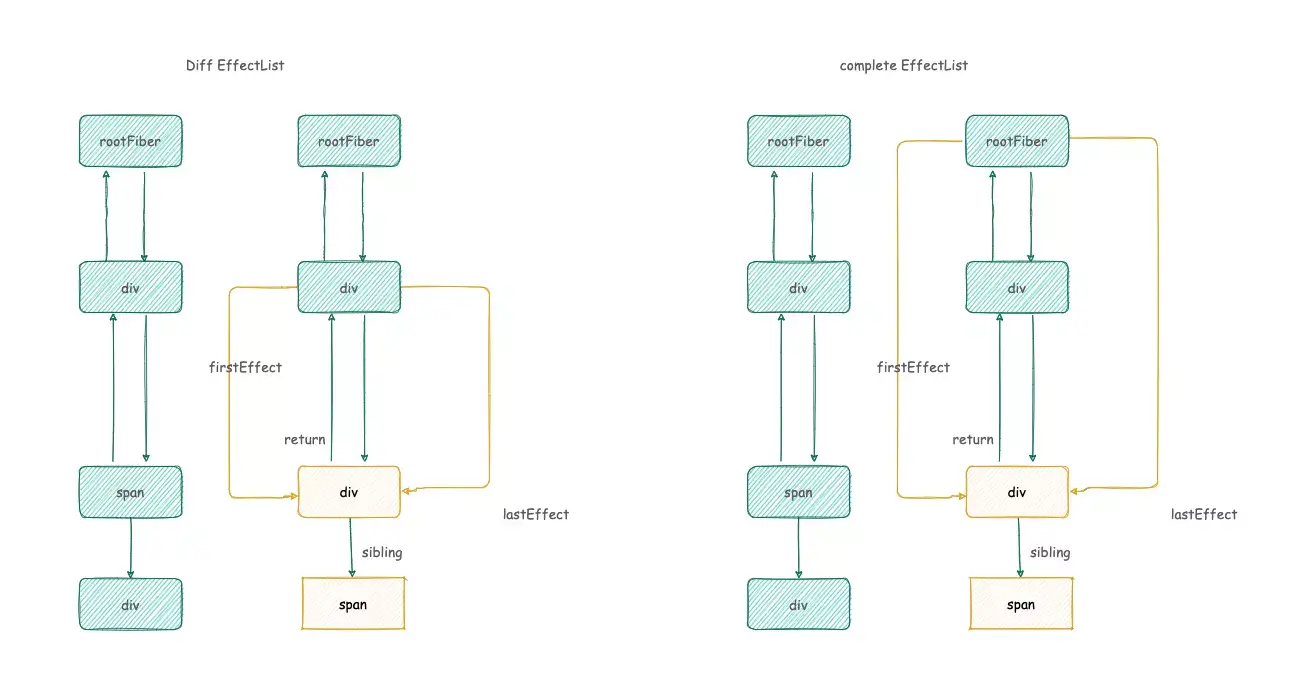 Diff EffectList
complete EffectList
rootFiber
rootFiber
rootFiber
rootFiber
div
div
div
div
firstEffect
firstEffect
return
return
span
div
span
div
lastEffect
lastEffect
sibling
sibling
div
span
div
span